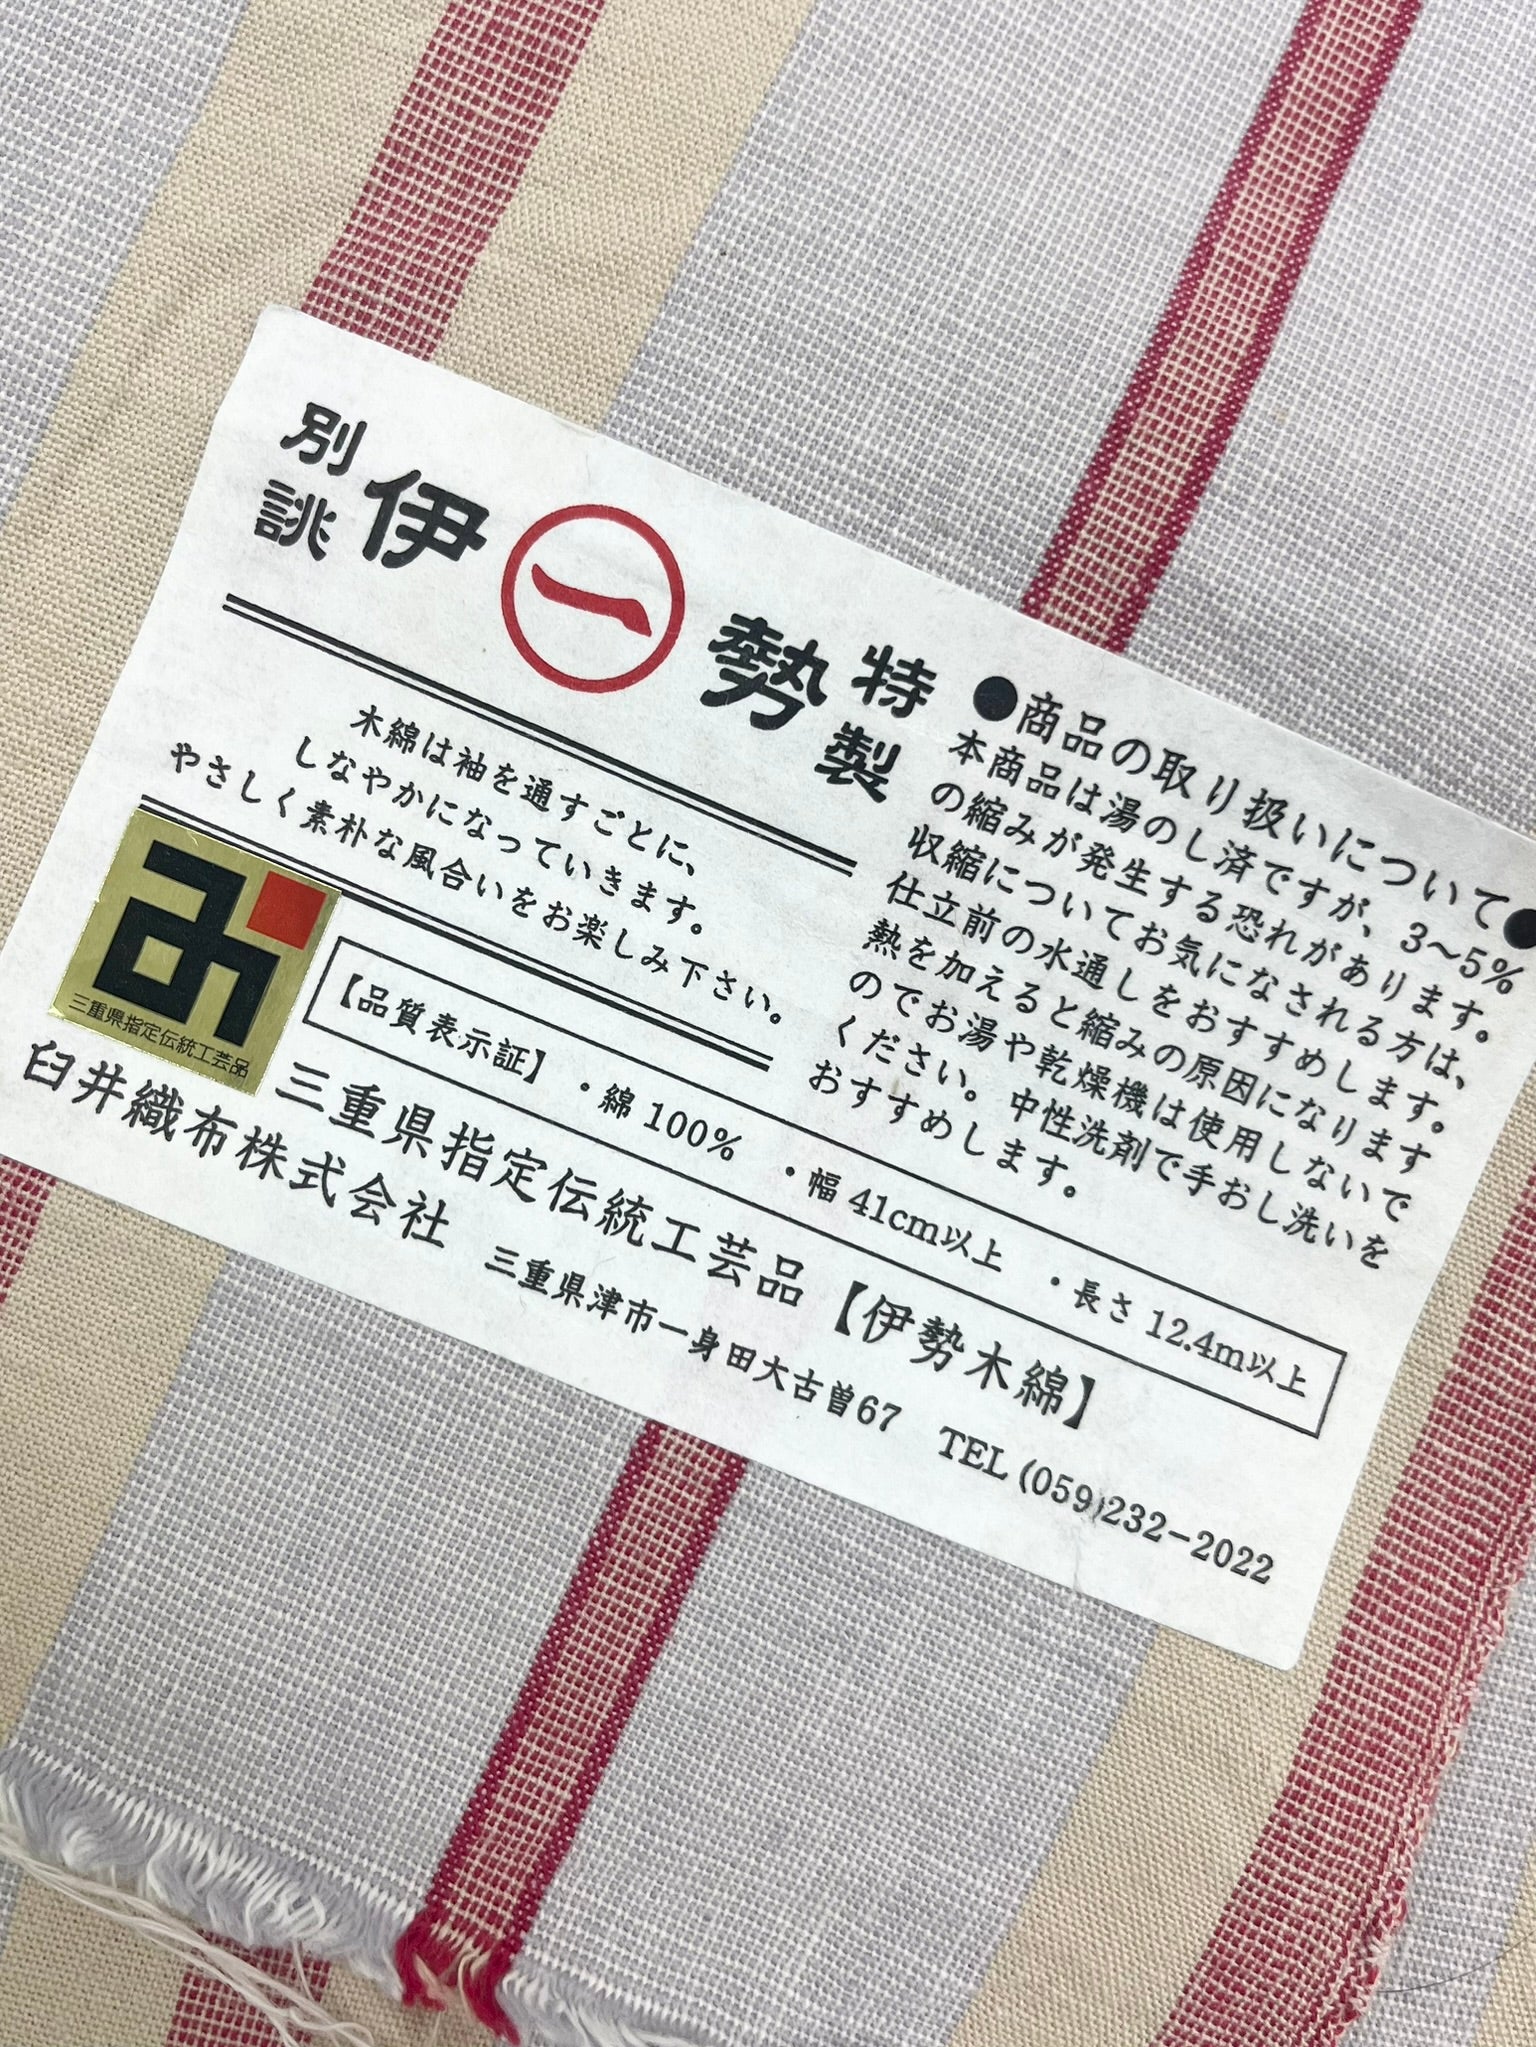 別誂 伊 一 勢 特製
木綿は袖を通すごとに、
しなやかになっていきます。
やさしく素朴な風合いをお楽しみ下さい。
●商品の取り扱いについて●
本商品は湯のし済ですが、3〜5%
の縮みが発生する恐れがあります。
収縮についてお気になされる方は、
仕立前の水通しをおすすめします。
熱を加えると縮みの原因になります
のでお湯や乾燥機は使用しないで
ください。中性洗剤で手おし洗いを
おすすめします。
【品質表示証】 ・綿 100% ・幅 41cm以上 ・長さ 12.4m以上
三重県指定伝統工芸品
三重県指定伝統工芸品【伊勢木綿】
臼井織布株式会社 三重県津市一身田大古曽67 TEL (059)232-2022